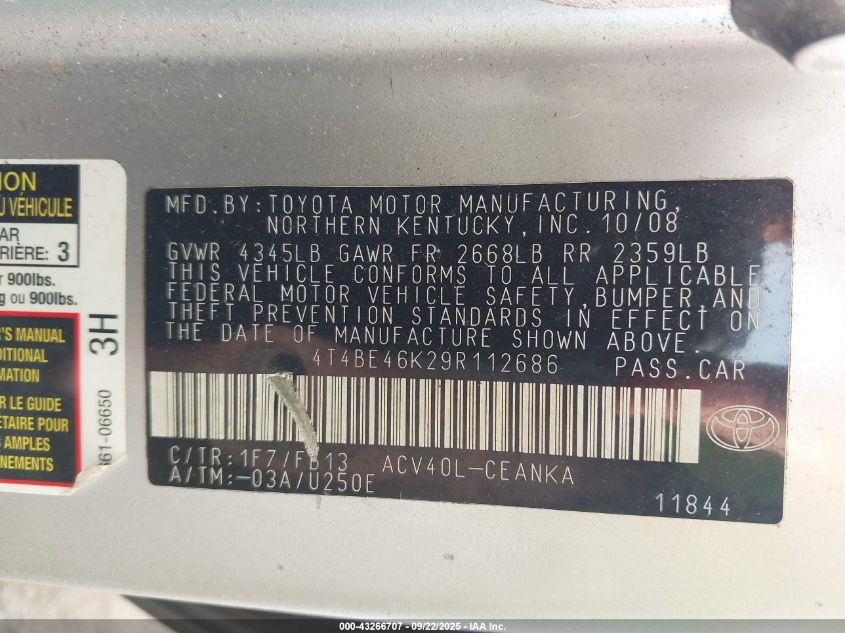 ION
U VÉHICULE
AR
RIÈRE: 3
r 900lbs.
g ou 900lbs.
R'S MANUAL
DITIONAL
MATION
R LE GUIDE
ÉTAIRE POUR
S AMPLES
NEMENTS
3H
61-06650
MFD.BY:TOYOTA MOTOR MANUFACTURING,
NORTHERN KENTUCKY,INC.10/08
GVWR 4345LB GAWR FR 2668LB RR 2359LB
THIS VEHICLE CONFORMS TO ALL APPLICABLE
FEDERAL MOTOR VEHICLE SAFETY,BUMPER,AND
THEFT PREVENTION STANDARDS IN EFFECT ON
THE DATE OF MANUFACTURE SHOWN ABOVE.
4T4BE46K29R112686 PASS.CAR
C/TR:1F7/FB13 ACV40L-CEANKA
A/TM:-03A/U250E
11844
000-43266707 - 09/22/2025 - IAA Inc.